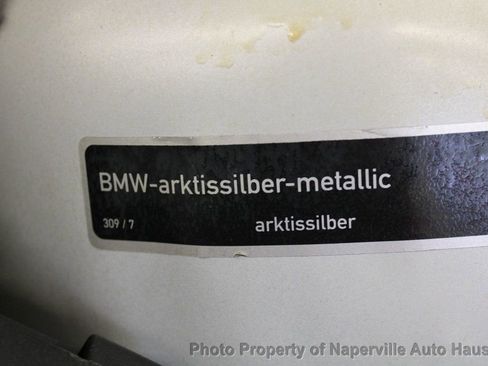 BMW-arktissilber-metallic
309 / 7
arktissilber
Photo Property of Naperville Auto Haus